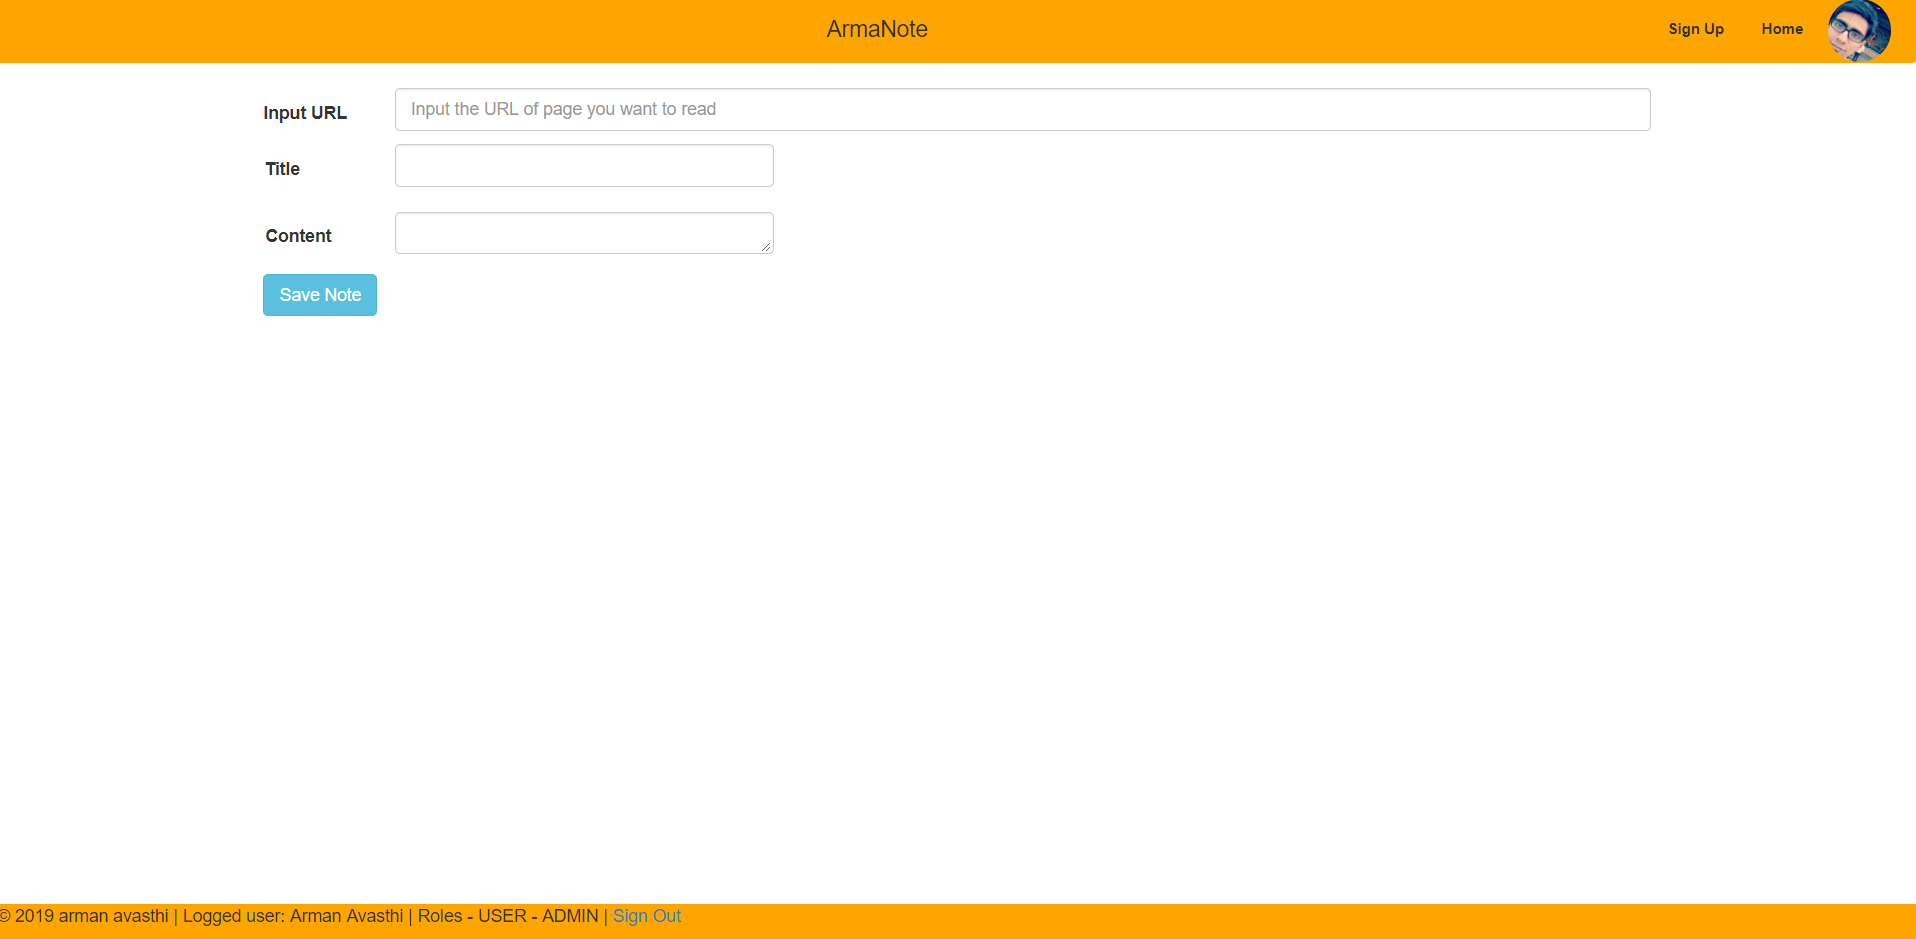 ArmaNote
Sign Up
Home
Input URL
Input the URL of page you want to read
Title
Content
Save Note
© 2019 arman avasthi | Logged user: Arman Avasthi | Roles - USER - ADMIN | Sign Out